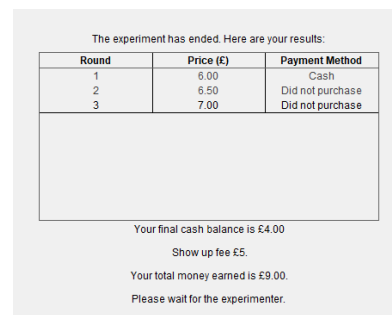 The experiment has ended. Here are your results:
Round Price (£) Payment Method
1 6.00 Cash
2 6.50 Did not purchase
3 7.00 Did not purchase
Your final cash balance is £4.00
Show up fee £5.
Your total money earned is £9.00.
Please wait for the experimenter.